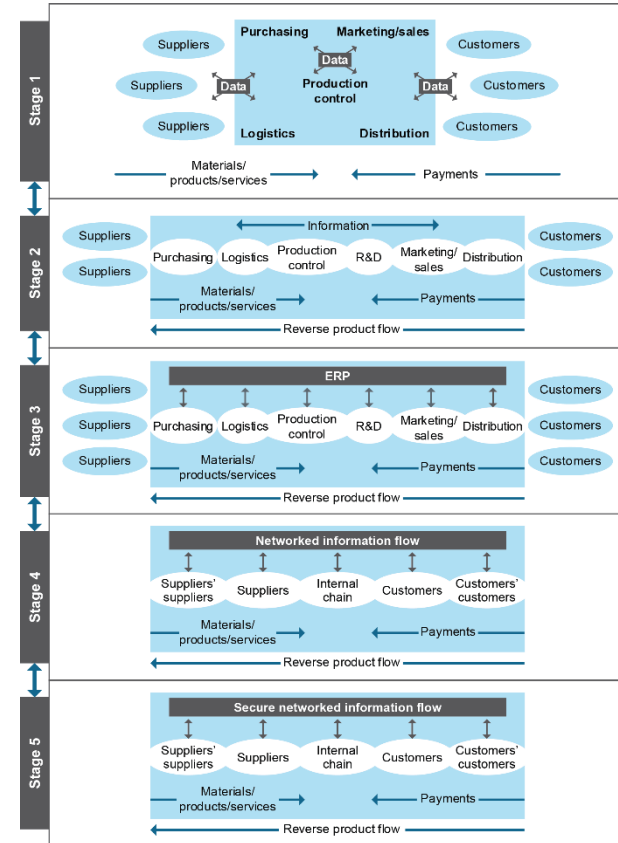 Stage 1
Purchasing
Marketing/sales
Suppliers
Customers
Data
Suppliers
Data
Production
control
Data
Customers
Suppliers
Logistics
Distribution
Customers
Materials/
products/services
Payments
Stage 2
Suppliers
Information
Customers
Purchasing
Logistics
Production
control
R&D
Marketing/
sales
Distribution
Suppliers
Customers
Materials/
products/services
Payments
Reverse product flow
Stage 3
ERP
Suppliers
Customers
Suppliers
Purchasing
Logistics
Production
control
R&D
Marketing/
sales
Distribution
Customers
Suppliers
Customers
Materials/
products/services
Payments
Reverse product flow
Stage 4
Networked information flow
Suppliers’
suppliers
Suppliers
Internal
chain
Customers
Customers’
customers
Materials/
products/services
Payments
Reverse product flow
Stage 5
Secure networked information flow
Suppliers’
suppliers
Suppliers
Internal
chain
Customers
Customers’
customers
Materials/
products/services
Payments
Reverse product flow